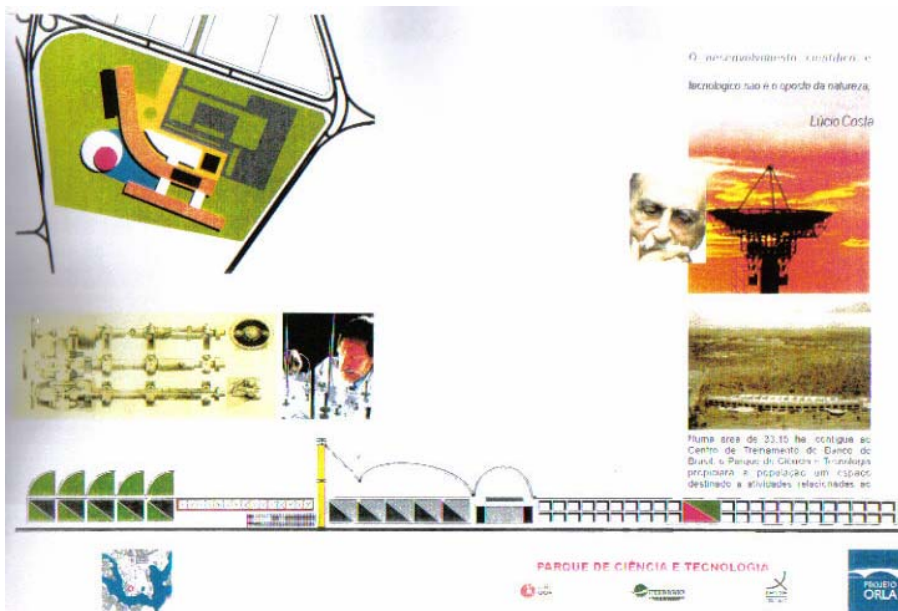 O desenvolvimento científico e
tecnológico não é o oposto da natureza,
Lúcio Costa
Numa área de 23,15 ha, contígua ao
Centro de Treinamento do Banco do
Brasil, o Parque de Ciência e Tecnologia
propiciará à população um espaço
destinado a atividades relacionadas ao
PARQUE DE CIÊNCIA E TECNOLOGIA
PROJETO
ORLA